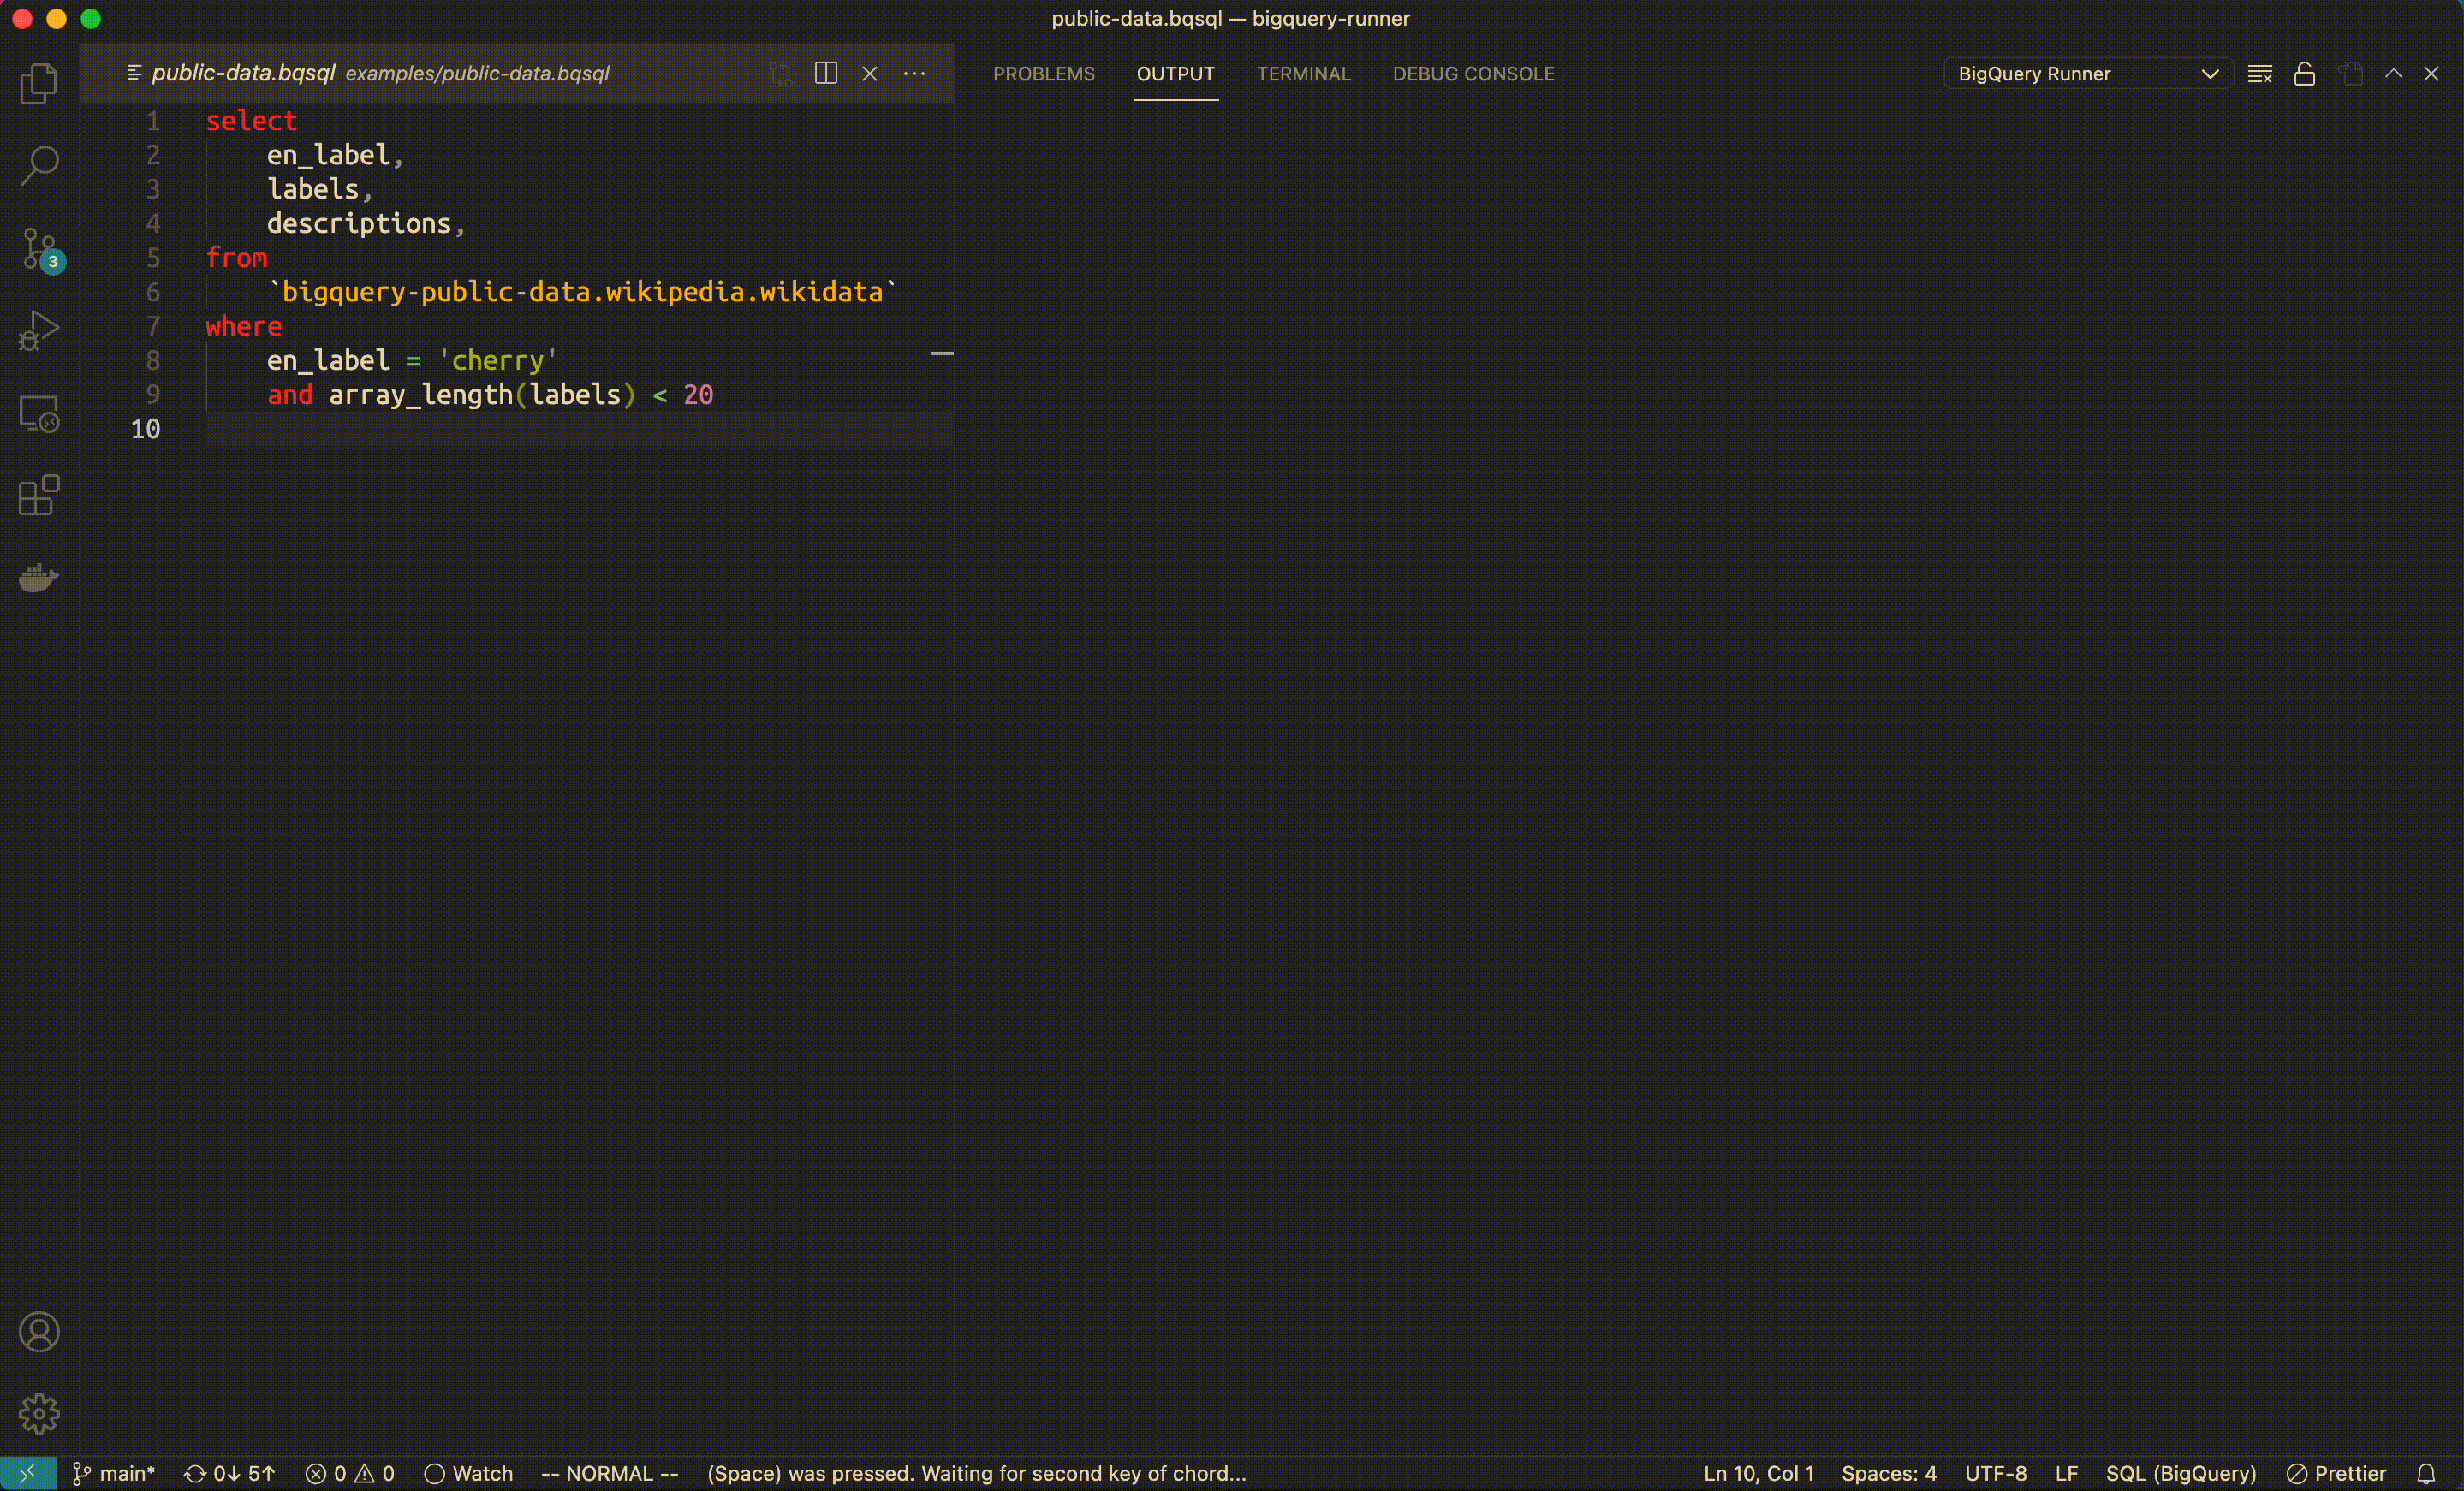 public-data.bqsql — bigquery-runner
public-data.bqsql examples/public-data.bqsql
PROBLEMS OUTPUT TERMINAL DEBUG CONSOLE BigQuery Runner
1 select
2 en_label,
3 labels,
4 descriptions,
5 from
6 `bigquery-public-data.wikipedia.wikidata`
7 where
8 en_label = 'cherry'
9 and array_length(labels) < 20
10
3
main* 0↓ 5↑ 0 0 Watch -- NORMAL -- (Space) was pressed. Waiting for second key of chord... Ln 10, Col 1 Spaces: 4 UTF-8 LF SQL (BigQuery) Prettier